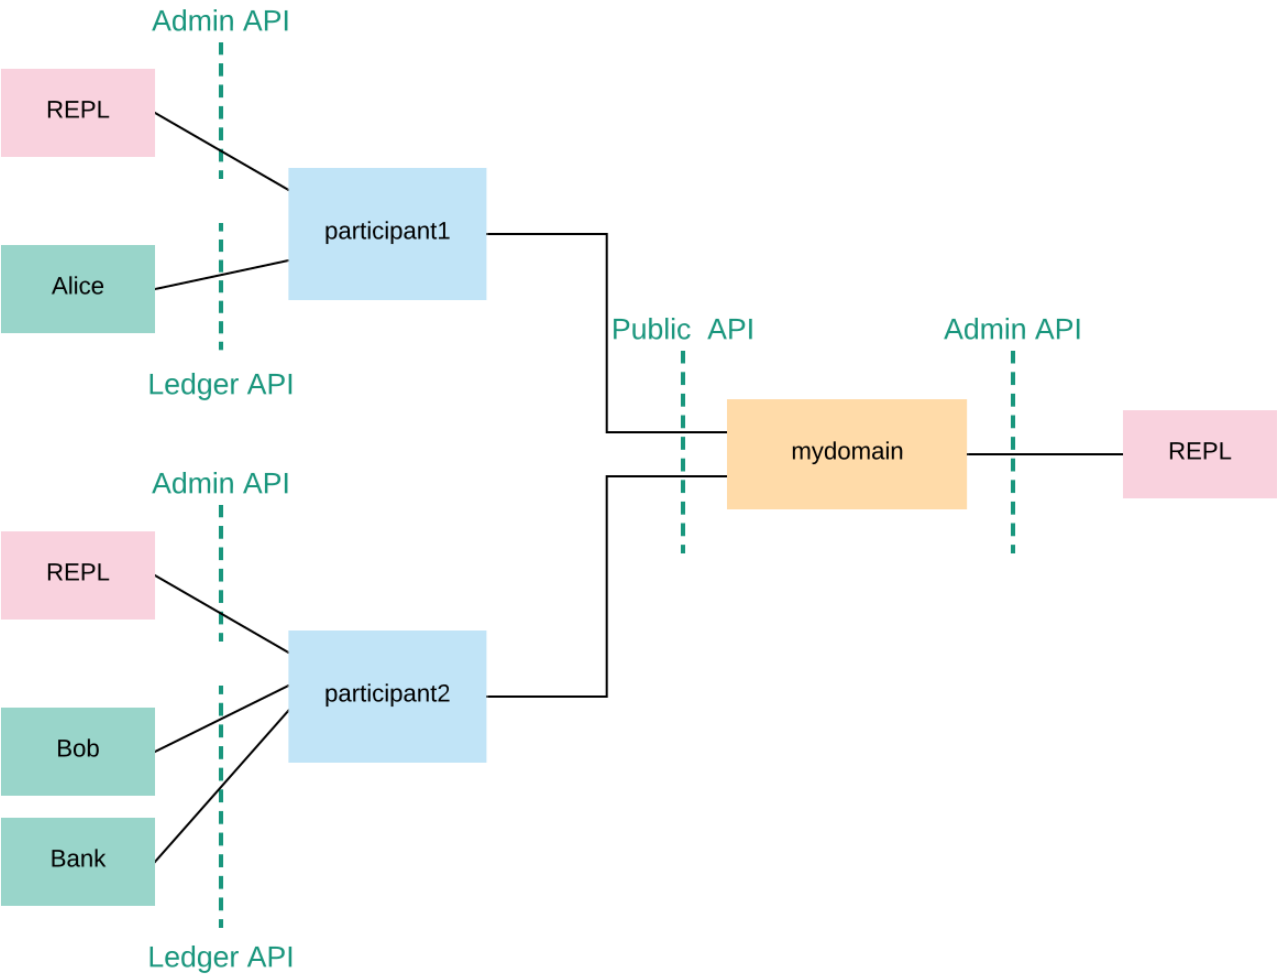 Admin API
REPL
participant1
Alice
Ledger API
Public  API
Admin API
mydomain
REPL
Admin API
REPL
participant2
Bob
Bank
Ledger API